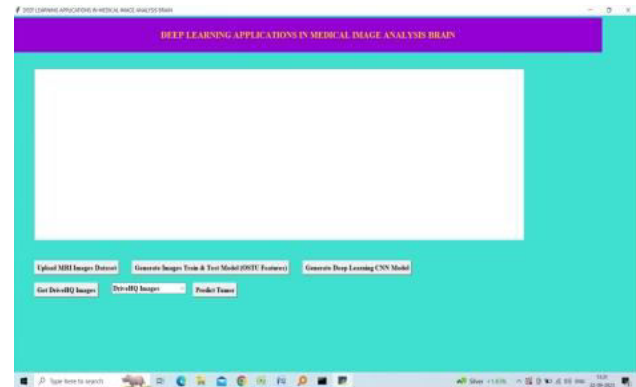 DEEP LEARNING APPLICATIONS IN MEDICAL IMAGE ANALYSIS BRAIN
DEEP LEARNING APPLICATIONS IN MEDICAL IMAGE ANALYSIS BRAIN
Upload MRI Images Dataset Generate Images Train & Test Model (OSTU Features) Generate Deep Learning CNN Model
Get DriveHQ Images DriveHQ Images Predict Tumor
Type here to search Silver ENG